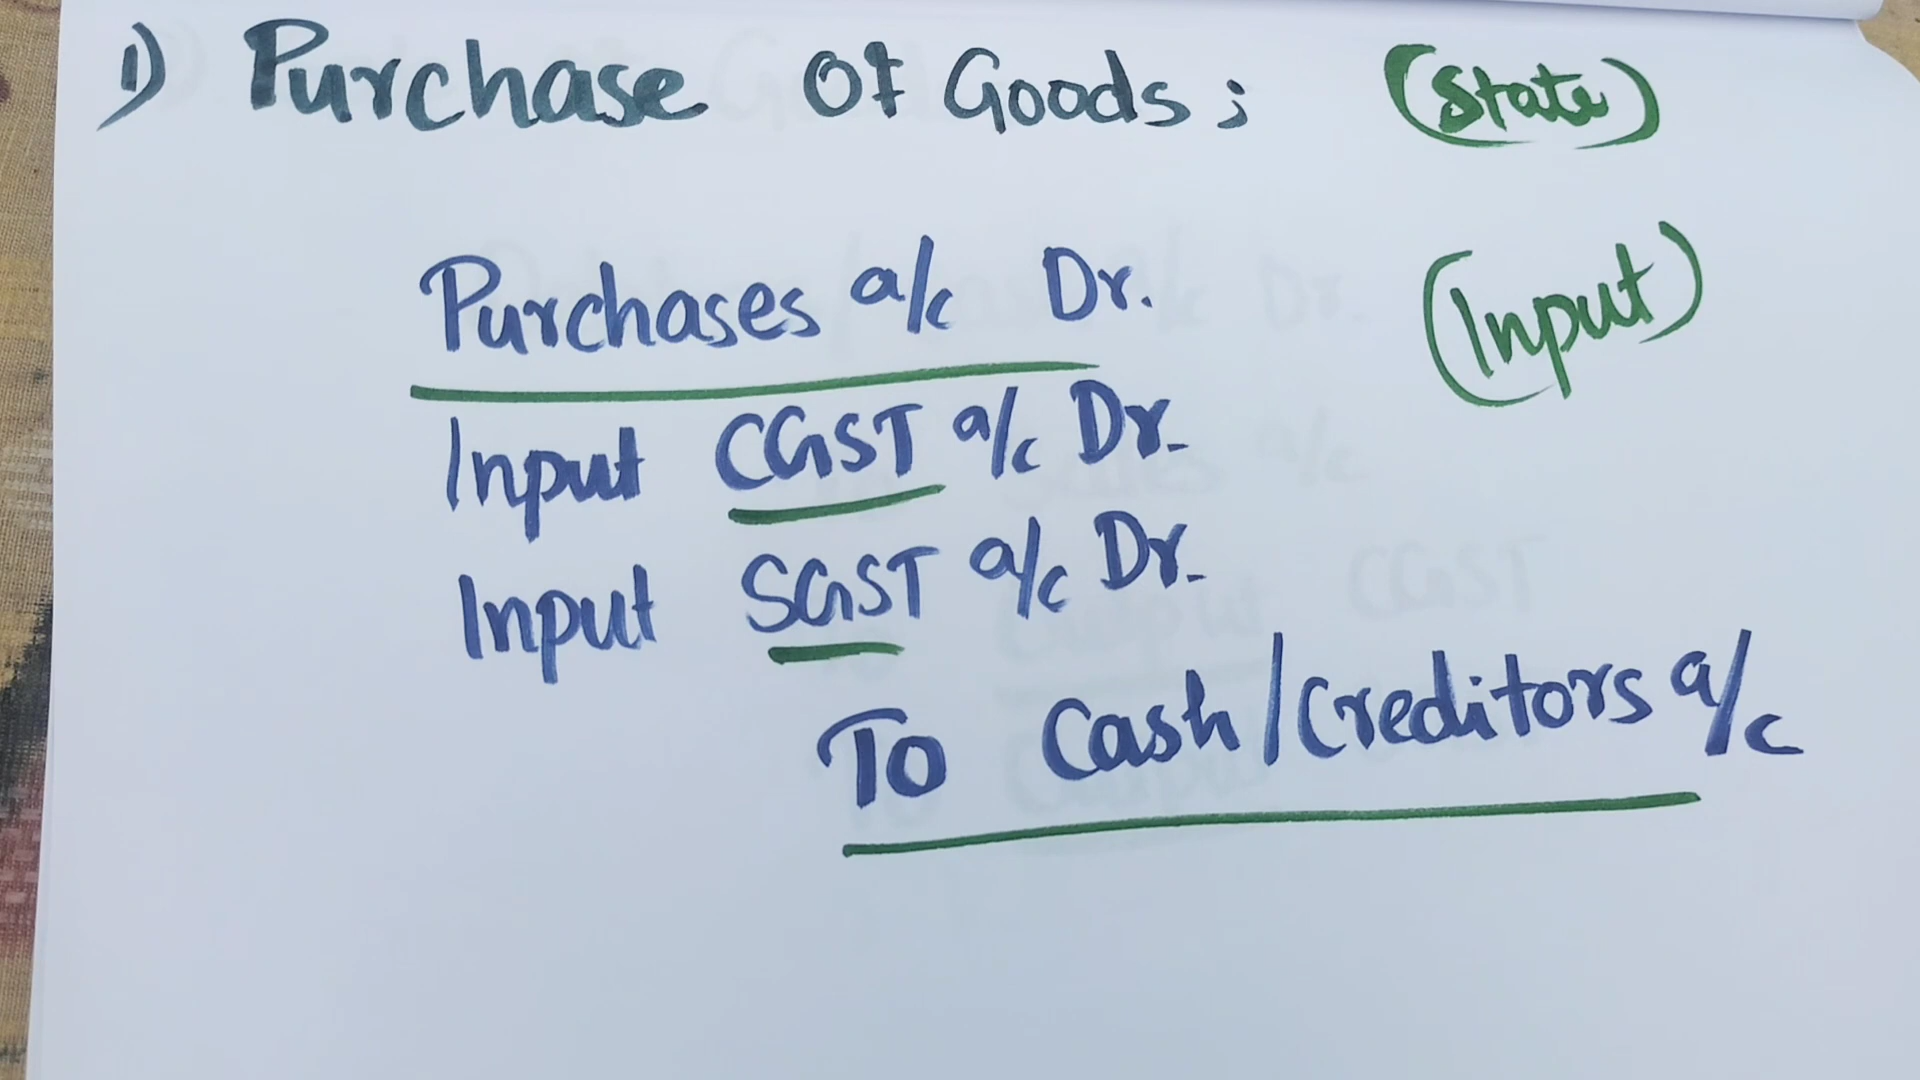 1) Purchase Of Goods; (State)
Purchases a/c Dr. (Input)
Input CGST a/c Dr.
Input SGST a/c Dr.
To Cash/Creditors a/c